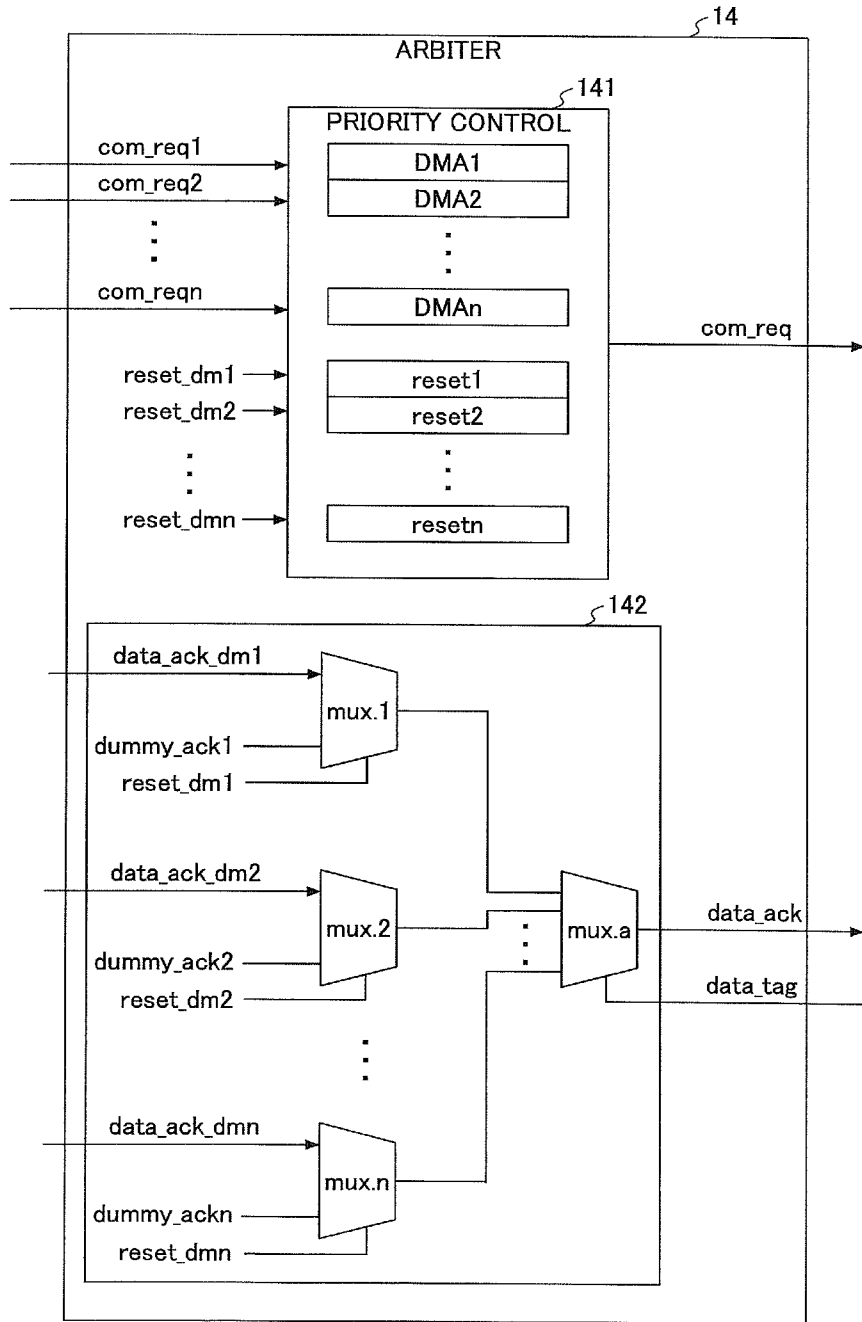 14
ARBITER
141
PRIORITY CONTROL
com_req1
DMA1
com_req2
DMA2
com_reqn
DMAn
com_req
reset_dm1
reset1
reset_dm2
reset2
reset_dmn
resetn
142
data_ack_dm1
mux.1
dummy_ack1
reset_dm1
data_ack_dm2
mux.2
dummy_ack2
reset_dm2
mux.a
data_ack
data_tag
data_ack_dmn
mux.n
dummy_ackn
reset_dmn